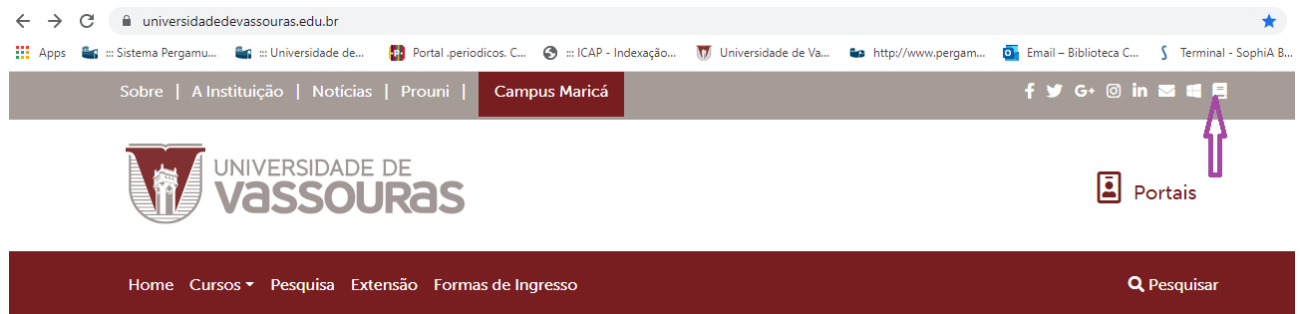 universidadedevassouras.edu.br
Apps ::: Sistema Pergamu... ::: Universidade de... Portal .periodicos. C... ::: ICAP - Indexação... Universidade de Va... http://www.pergam... Email – Biblioteca C... Terminal - SophiA B...
Sobre | A Instituição | Notícias | Prouni | Campus Maricá
UNIVERSIDADE DE
VASSOURAS
Portais
Home Cursos Pesquisa Extensão Formas de Ingresso Pesquisar